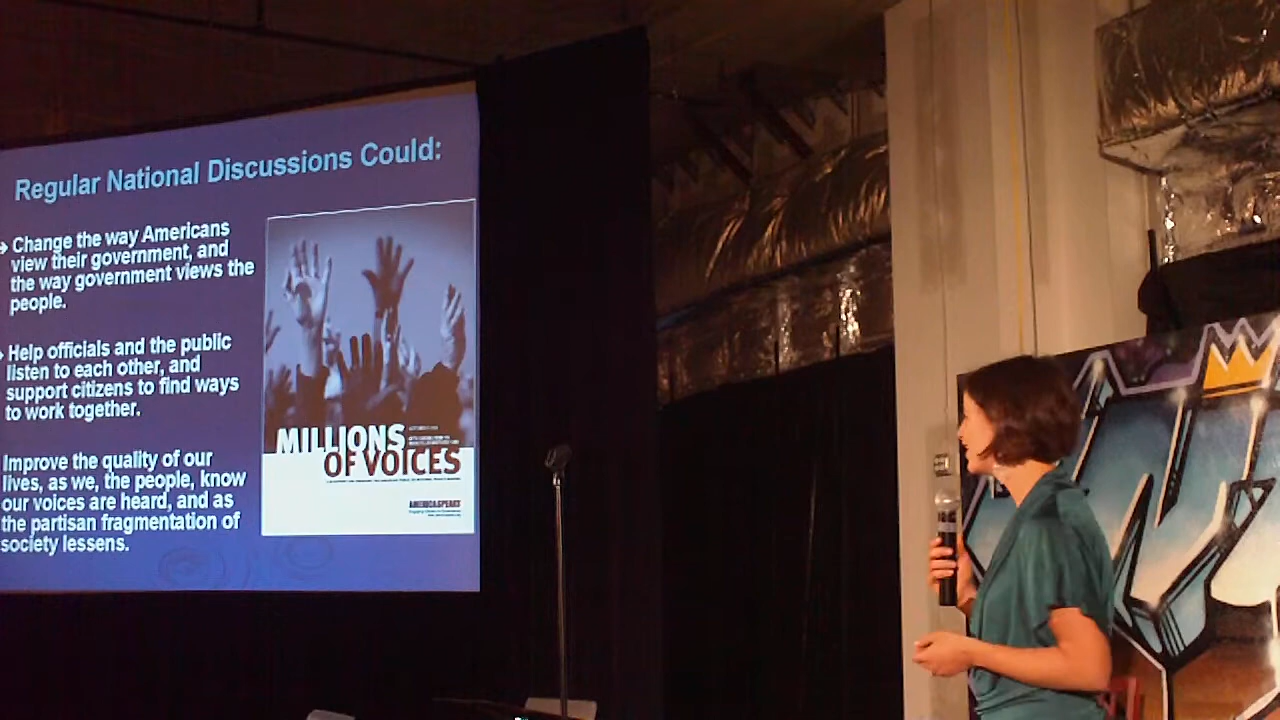 Regular National Discussions Could:
Change the way Americans
view their government, and
the way government views the
people.
Help officials and the public
listen to each other, and
support citizens to find ways
to work together.
Improve the quality of our
lives, as we, the people, know
our voices are heard, and as
the partisan fragmentation of
society lessens.
MILLIONS
OF VOICES
AMERICASPEAKS